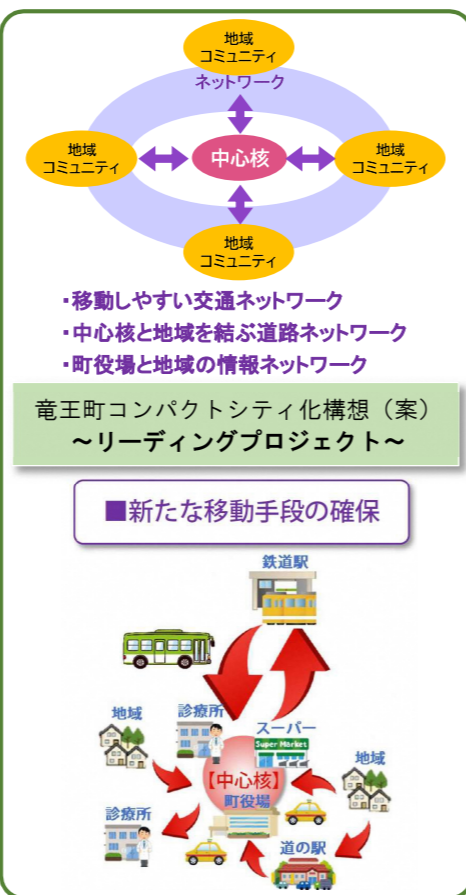 地域
コミュニティ
ネットワーク
地域
コミュニティ
中心核
地域
コミュニティ
地域
コミュニティ
・移動しやすい交通ネットワーク
・中心核と地域を結ぶ道路ネットワーク
・町役場と地域の情報ネットワーク
竜王町コンパクトシティ化構想（案）
～リーディングプロジェクト～
■新たな移動手段の確保
鉄道駅
地域
診療所
スーパー
Super Market
地域
【中心核】
町役場
診療所
道の駅